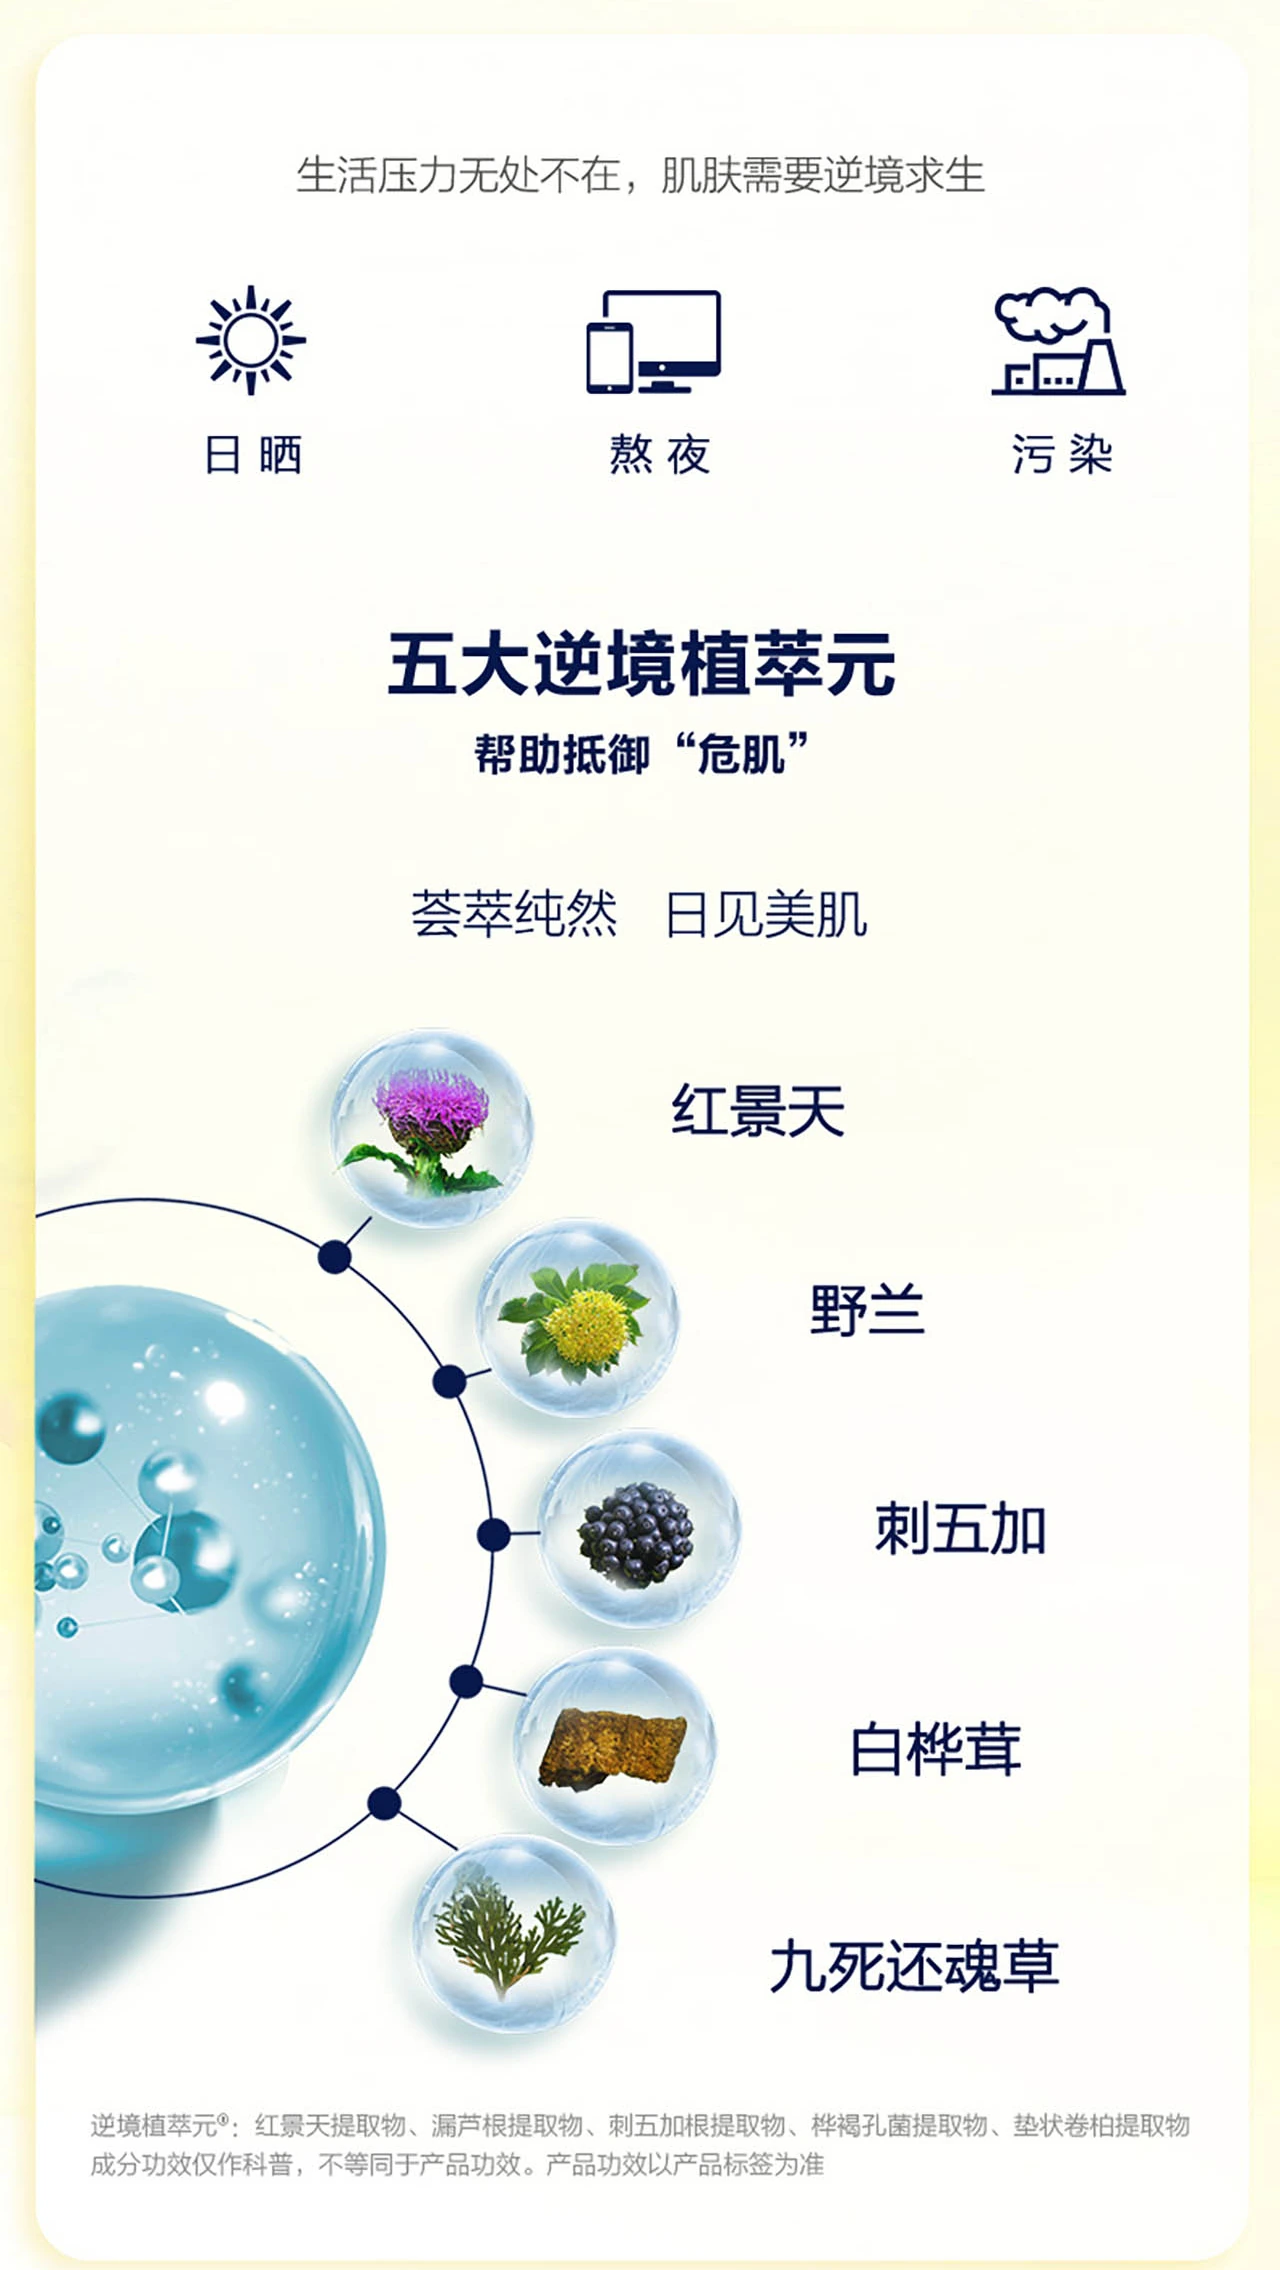 生活压力无处不在，肌肤需要逆境求生
日晒
熬夜
污染
五大逆境植萃元
帮助抵御“危肌”
荟萃纯然 日见美肌
红景天
野兰
刺五加
白桦茸
九死还魂草
逆境植萃元®：红景天提取物、漏芦根提取物、刺五加根提取物、桦褐孔菌提取物、垫状卷柏提取物
成分功效仅作科普，不等同于产品功效。产品功效以产品标签为准